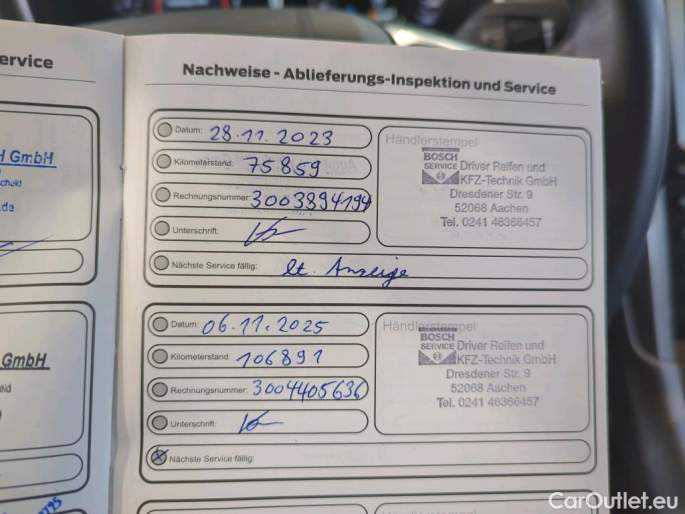 ervice
Nachweise - Ablieferungs-Inspektion und Service
H GmbH
.de
Datum: 28.11.2023
Kilometerstand: 75859
Rechnungsnummer: 3003894194
Unterschrift:
Nächste Service fällig: lt. Anzeige
Händlerstempel
BOSCH
SERVICE Driver Reifen und
KFZ-Technik GmbH
Dresdener Str. 9
52068 Aachen
Tel. 0241 46366457
GmbH
eid
Datum: 06.11.2025
Kilometerstand: 106891
Rechnungsnummer: 3004405636
Unterschrift:
Nächste Service fällig:
Händlerstempel
BOSCH
SERVICE Driver Reifen und
KFZ-Technik GmbH
Dresdener Str. 9
52068 Aachen
Tel. 0241 46366457
CarOutlet.eu